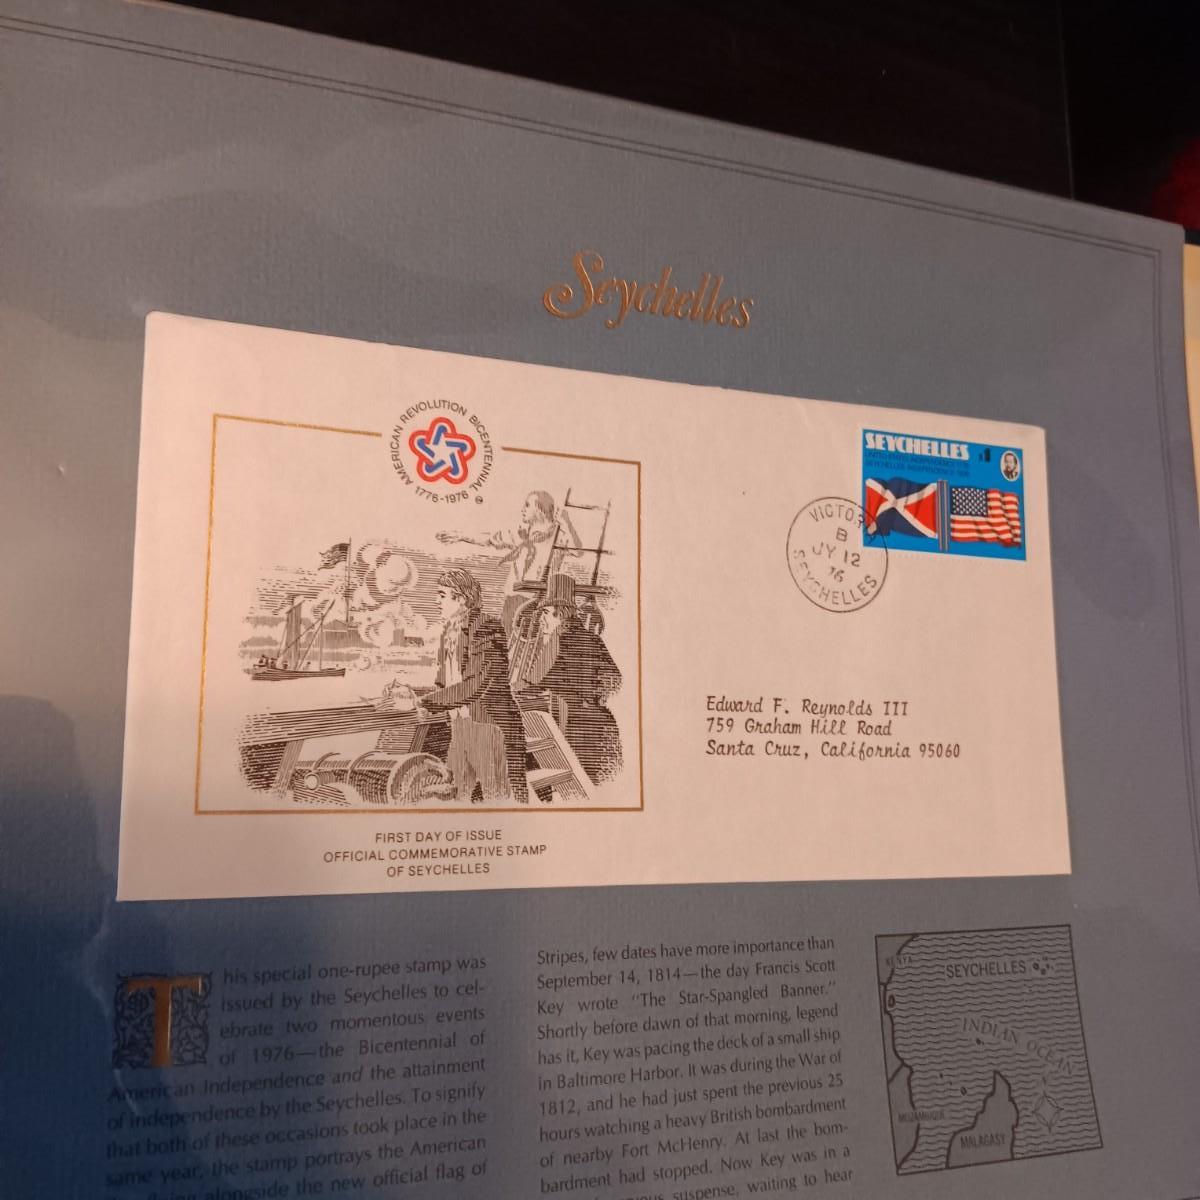 Seychelles
AMERICAN REVOLUTION BICENTENNIAL
1776-1976
SEYCHELLES
UNITED STATES INDEPENDENCE 1776
SEYCHELLES INDEPENDENCE 1976
VICTORIA
B
JY 12
76
SEYCHELLES
Edward F. Reynolds III
759 Graham Hill Road
Santa Cruz, California 95060
FIRST DAY OF ISSUE
OFFICIAL COMMEMORATIVE STAMP
OF SEYCHELLES
This special one-rupee stamp was
issued by the Seychelles to cel-
ebrate two momentous events
of 1976—the Bicentennial of
American Independence and the attainment
of independence by the Seychelles. To signify
that both of these occasions took place in the
same year, the stamp portrays the American
alongside the new official flag of
Stripes, few dates have more importance than
September 14, 1814—the day Francis Scott
Key wrote "The Star-Spangled Banner."
Shortly before dawn of that morning, legend
has it, Key was pacing the deck of a small ship
in Baltimore Harbor. It was during the War of
1812, and he had just spent the previous 25
hours watching a heavy British bombardment
of nearby Fort McHenry. At last the bom-
bardment had stopped. Now Key was in a
suspense, waiting to hear
KENYA
SEYCHELLES
INDIAN OCEAN
MOZAMBIQUE
MALAGASY